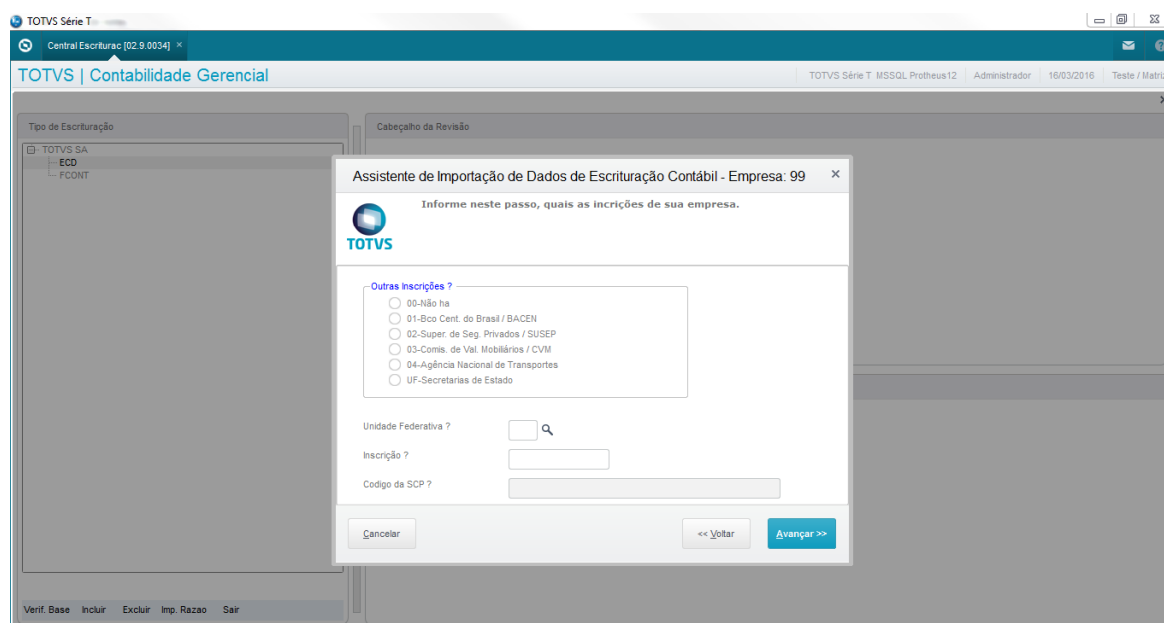 TOTVS Série T
Central Escriturac [02.9.0034] ×
TOTVS | Contabilidade Gerencial
TOTVS Série T MSSQL Protheus12 Administrador 16/03/2016 Teste / Matriz
Tipo de Escrituração
Cabeçalho da Revisão
TOTVS SA
ECD
FCONT
Assistente de Importação de Dados de Escrituração Contábil - Empresa: 99 ×
Informe neste passo, quais as incrições de sua empresa.
TOTVS
Outras Inscrições ?
00-Não ha
01-Bco Cent. do Brasil / BACEN
02-Super. de Seg. Privados / SUSEP
03-Comis. de Val. Mobiliários / CVM
04-Agência Nacional de Transportes
UF-Secretarias de Estado
Unidade Federativa ?
Inscrição ?
Codigo da SCP ?
Cancelar
<< Voltar
Avançar >>
Verif. Base Incluir Excluir Imp. Razao Sair